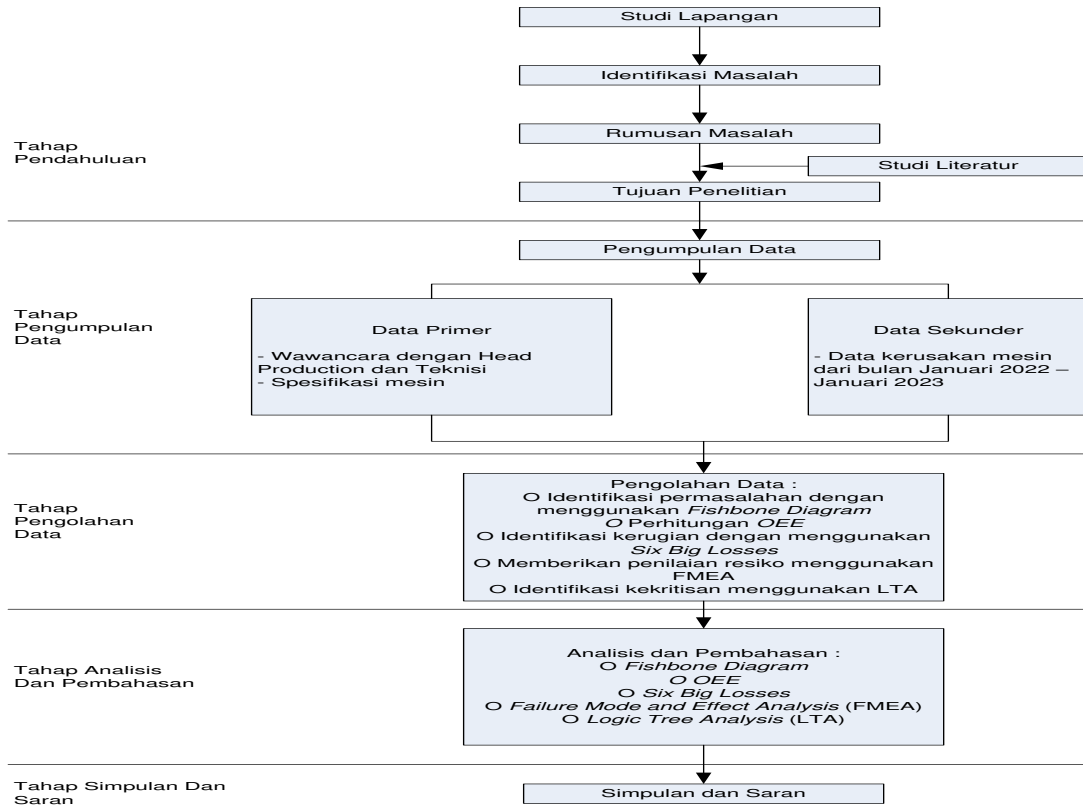 Studi Lapangan
Identifikasi Masalah
Rumusan Masalah
Tahap
Pendahuluan
Studi Literatur
Tujuan Penelitian
Pengumpulan Data
Tahap
Pengumpulan
Data
Data Primer
- Wawancara dengan Head
Production dan Teknisi
- Spesifikasi mesin
Data Sekunder
- Data kerusakan mesin
dari bulan Januari 2022 –
Januari 2023
Tahap
Pengolahan
Data
Pengolahan Data :
O Identifikasi permasalahan dengan
menggunakan Fishbone Diagram
O Perhitungan OEE
O Identifikasi kerugian dengan menggunakan
Six Big Losses
O Memberikan penilaian resiko menggunakan
FMEA
O Identifikasi kekritisan menggunakan LTA
Tahap Analisis
Dan Pembahasan
Analisis dan Pembahasan :
O Fishbone Diagram
O OEE
O Six Big Losses
O Failure Mode and Effect Analysis (FMEA)
O Logic Tree Analysis (LTA)
Tahap Simpulan Dan
Saran
Simpulan dan Saran